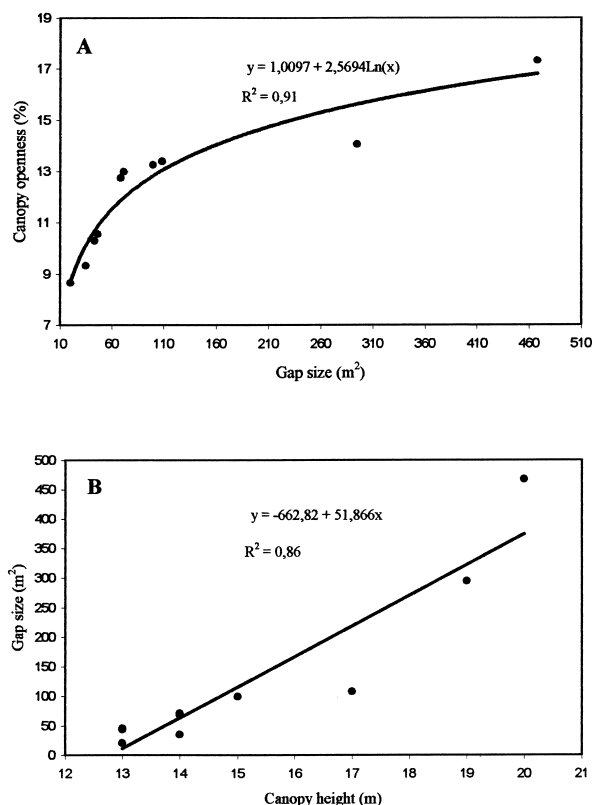 19
17
15
13
11
9
7
A
y = 1,0097 + 2,5694Ln(x)
R² = 0,91
Canopy openness (%)
10 60 110 160 210 260 310 360 410 460 510
Gap size (m²)
500
450
400
350
300
250
200
150
100
50
0
B
y = -662,82 + 51,866x
R² = 0,86
Gap size (m²)
12 13 14 15 16 17 18 19 20 21
Canopy height (m)